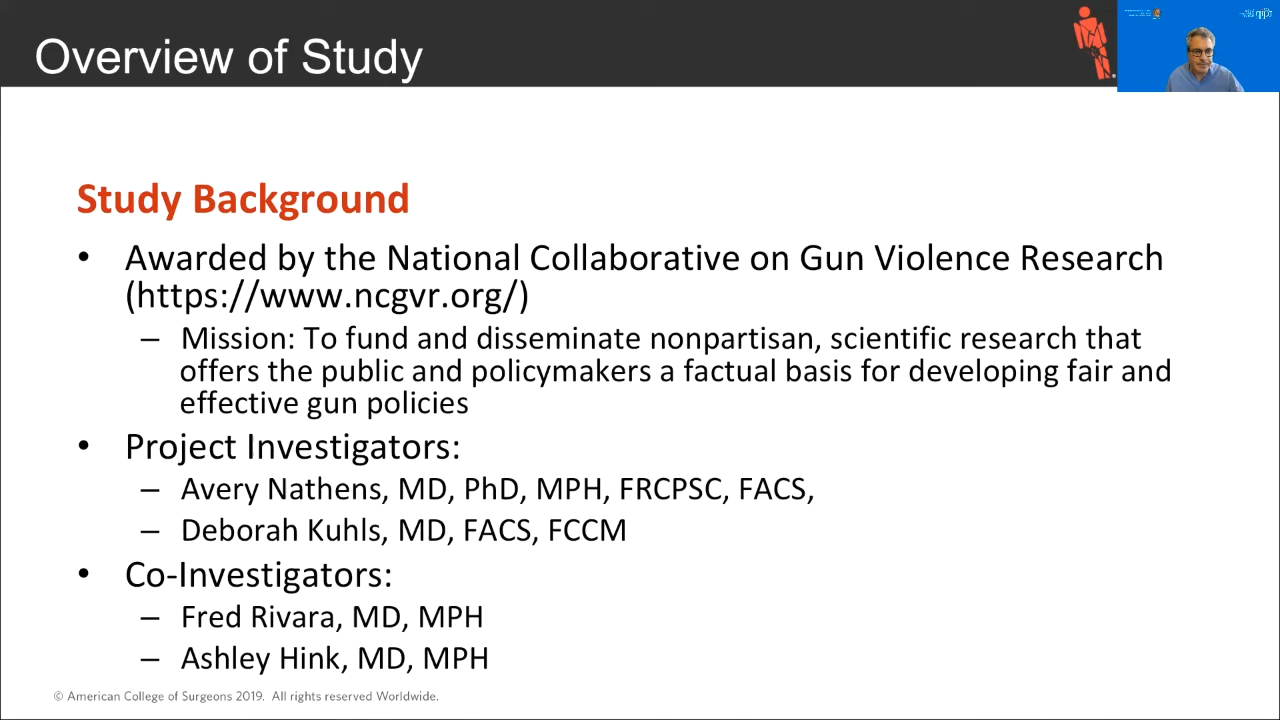 Overview of Study
Study Background
• Awarded by the National Collaborative on Gun Violence Research
(https://www.ncgvr.org/)
– Mission: To fund and disseminate nonpartisan, scientific research that
offers the public and policymakers a factual basis for developing fair and
effective gun policies
• Project Investigators:
– Avery Nathens, MD, PhD, MPH, FRCPSC, FACS,
– Deborah Kuhls, MD, FACS, FCCM
• Co-Investigators:
– Fred Rivara, MD, MPH
– Ashley Hink, MD, MPH
© American College of Surgeons 2019. All rights reserved Worldwide.